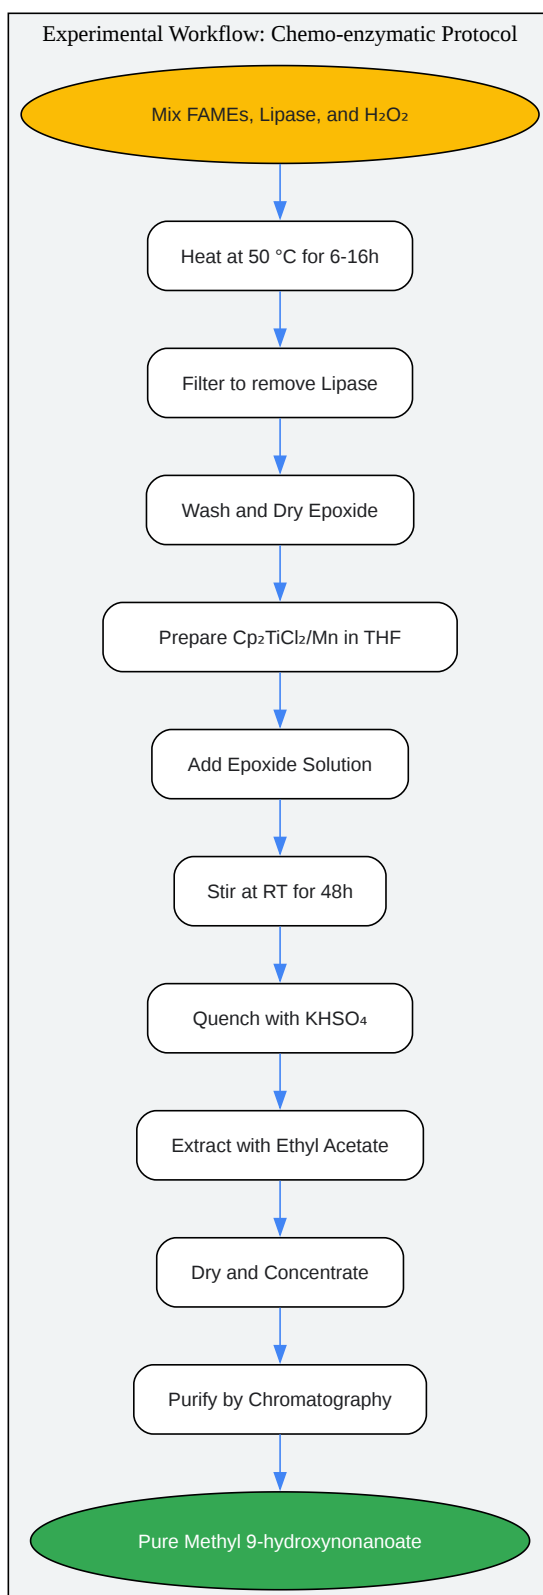 Experimental Workflow: Chemo-enzymatic Protocol
Mix FAMEs, Lipase, and H₂O₂
Heat at 50 °C for 6-16h
Filter to remove Lipase
Wash and Dry Epoxide
Prepare Cp₂TiCl₂/Mn in THF
Add Epoxide Solution
Stir at RT for 48h
Quench with KHSO₄
Extract with Ethyl Acetate
Dry and Concentrate
Purify by Chromatography
Pure Methyl 9-hydroxynonanoate